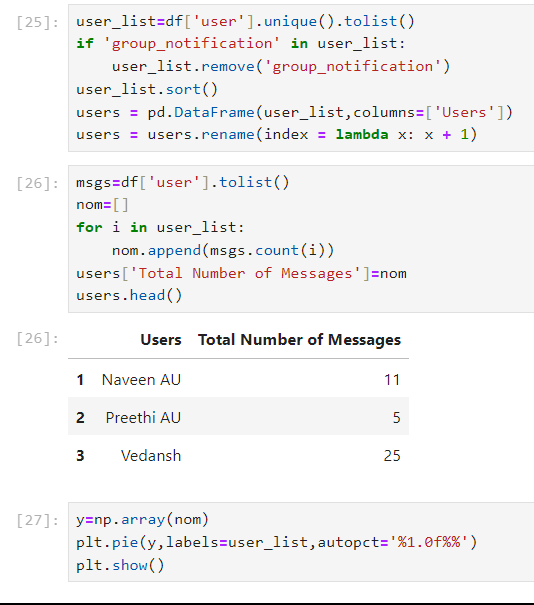 [25]: user_list=df['user'].unique().tolist()
if 'group_notification' in user_list:
    user_list.remove('group_notification')
user_list.sort()
users = pd.DataFrame(user_list,columns=['Users'])
users = users.rename(index = lambda x: x + 1)
[26]: msgs=df['user'].tolist()
nom=[]
for i in user_list:
    nom.append(msgs.count(i))
users['Total Number of Messages']=nom
users.head()
[26]: Users Total Number of Messages
1 Naveen AU 11
2 Preethi AU 5
3 Vedansh 25
[27]: y=np.array(nom)
plt.pie(y,labels=user_list,autopct='%1.0f%%')
plt.show()